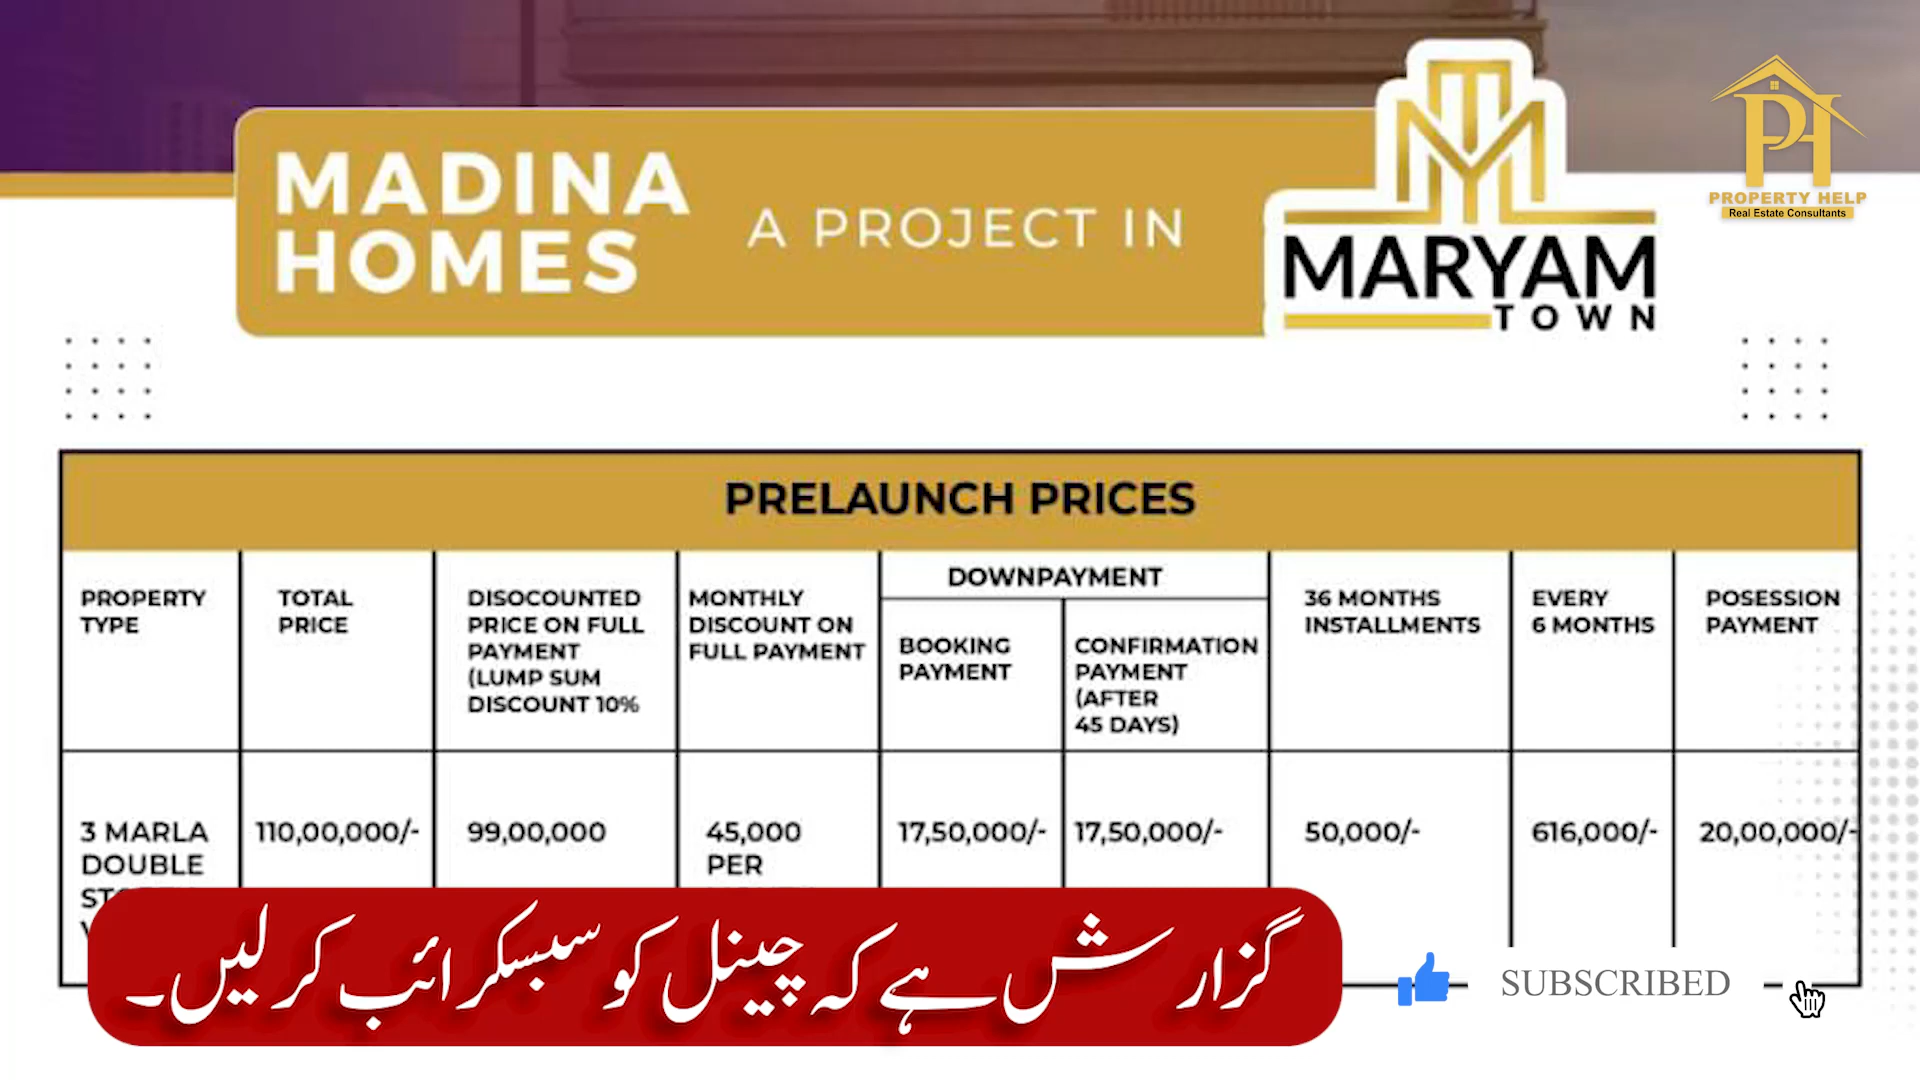 MADINA
HOMES
A PROJECT IN
MARYAM
TOWN
PROPERTY HELP
Real Estate Consultants
PRELAUNCH PRICES
PROPERTY
TYPE
TOTAL
PRICE
DISOCOUNTED
PRICE ON FULL
PAYMENT
(LUMP SUM
DISCOUNT 10%
MONTHLY
DISCOUNT ON
FULL PAYMENT
DOWNPAYMENT
BOOKING
PAYMENT
CONFIRMATION
PAYMENT
(AFTER
45 DAYS)
36 MONTHS
INSTALLMENTS
EVERY
6 MONTHS
POSESSION
PAYMENT
3 MARLA
DOUBLE
110,00,000/-
99,00,000
45,000
PER
17,50,000/-
17,50,000/-
50,000/-
616,000/-
20,00,000/-
گزارش ہے کہ چینل کو سبسکرائب کر لیں۔
SUBSCRIBED